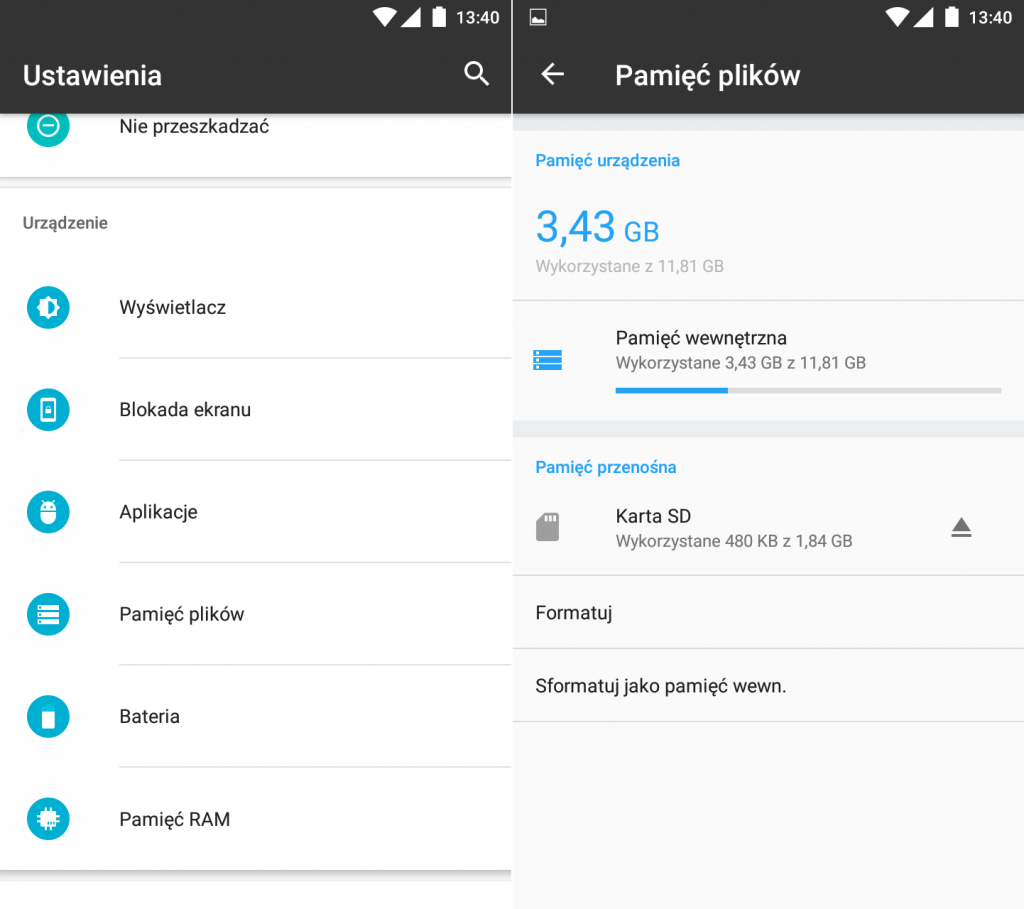 13:40
Ustawienia
Nie przeszkadzać
Urządzenie
Wyświetlacz
Blokada ekranu
Aplikacje
Pamięć plików
Bateria
Pamięć RAM
13:40
Pamięć plików
Pamięć urządzenia
3,43 GB
Wykorzystane z 11,81 GB
Pamięć wewnętrzna
Wykorzystane 3,43 GB z 11,81 GB
Pamięć przenośna
Karta SD
Wykorzystane 480 KB z 1,84 GB
Formatuj
Sformatuj jako pamięć wewn.